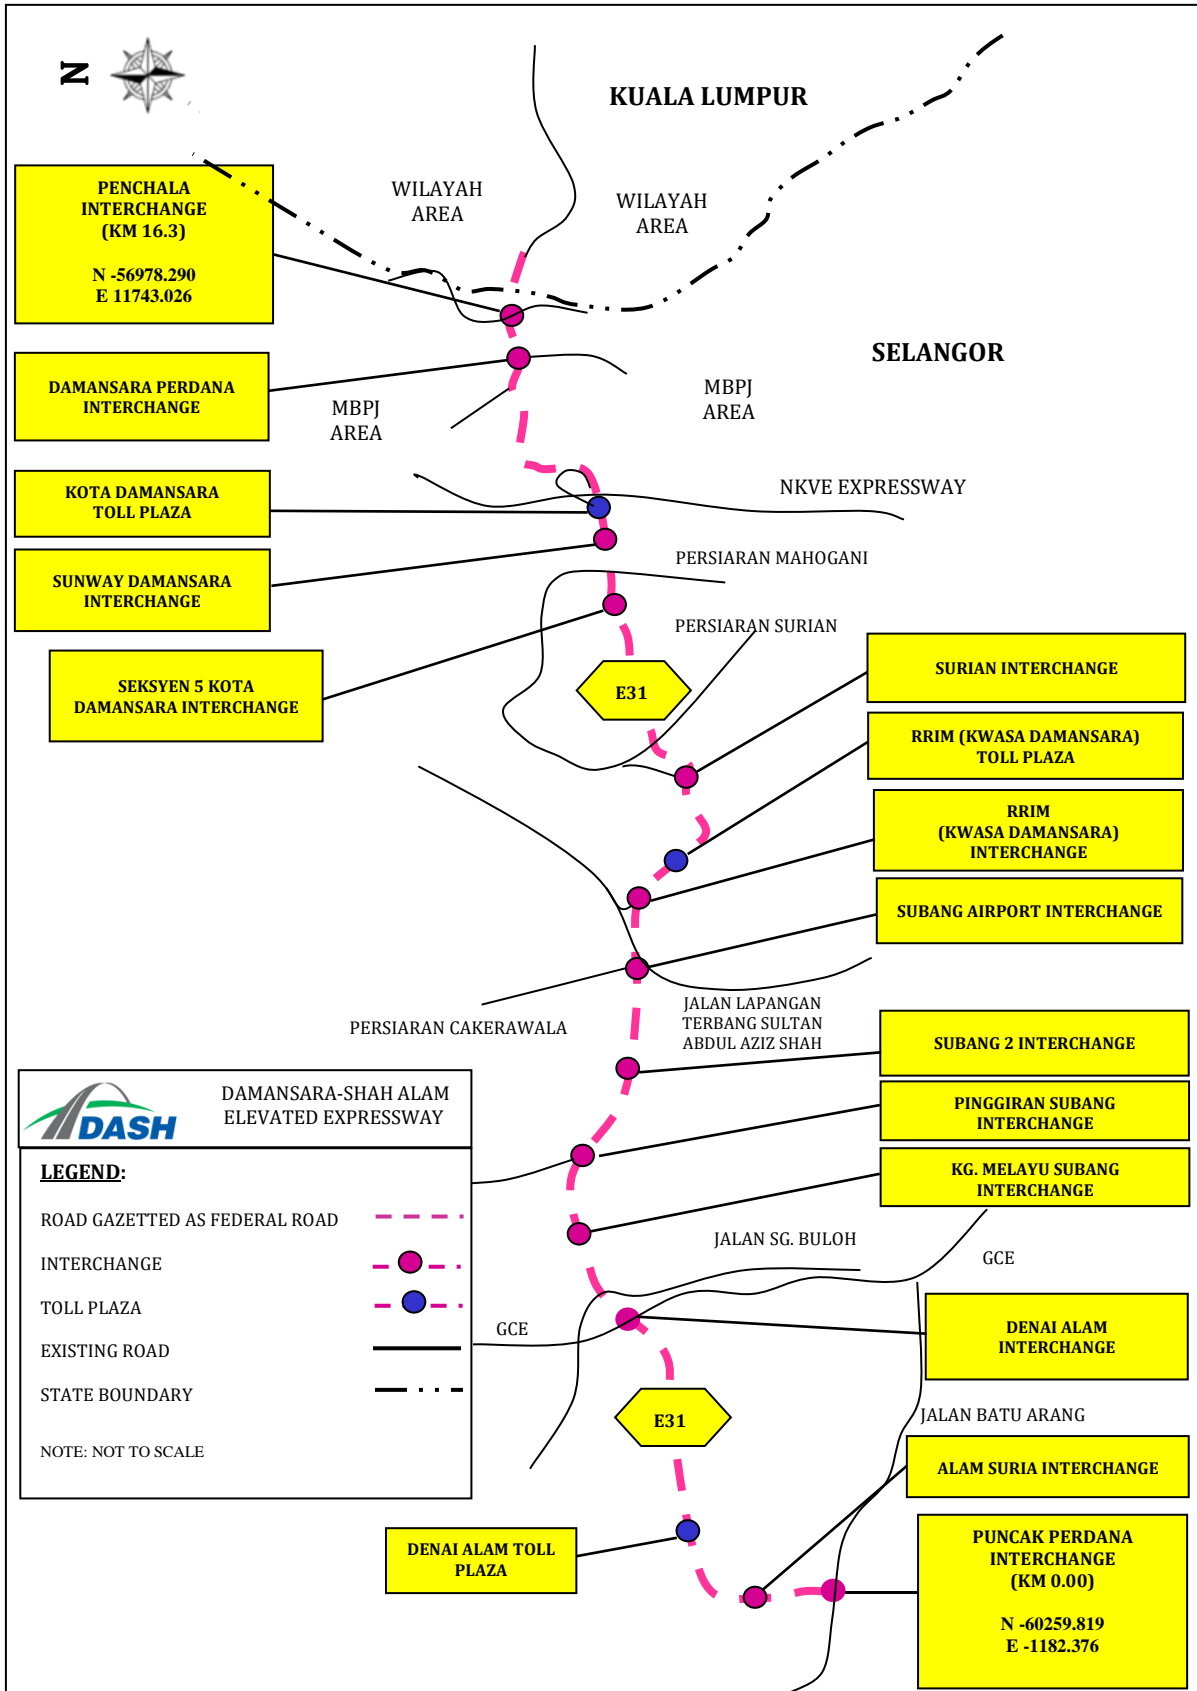 N
KUALA LUMPUR
WILAYAH
AREA
WILAYAH
AREA
PENCHALA
INTERCHANGE
(KM 16.3)
N -56978.290
E 11743.026
SELANGOR
DAMANSARA PERDANA
INTERCHANGE
MBPJ
AREA
MBPJ
AREA
KOTA DAMANSARA
TOLL PLAZA
NKVE EXPRESSWAY
SUNWAY DAMANSARA
INTERCHANGE
PERSIARAN MAHOGANI
PERSIARAN SURIAN
SEKSYEN 5 KOTA
DAMANSARA INTERCHANGE
E31
SURIAN INTERCHANGE
RRIM (KWASA DAMANSARA)
TOLL PLAZA
RRIM
(KWASA DAMANSARA)
INTERCHANGE
SUBANG AIRPORT INTERCHANGE
PERSIARAN CAKERAWALA
JALAN LAPANGAN
TERBANG SULTAN
ABDUL AZIZ SHAH
SUBANG 2 INTERCHANGE
PINGGIRAN SUBANG
INTERCHANGE
KG. MELAYU SUBANG
INTERCHANGE
DASH
DAMANSARA-SHAH ALAM
ELEVATED EXPRESSWAY
LEGEND:
ROAD GAZETTED AS FEDERAL ROAD
INTERCHANGE
TOLL PLAZA
EXISTING ROAD
STATE BOUNDARY
NOTE: NOT TO SCALE
JALAN SG. BULOH
GCE
GCE
DENAI ALAM
INTERCHANGE
E31
JALAN BATU ARANG
ALAM SURIA INTERCHANGE
DENAI ALAM TOLL
PLAZA
PUNCAK PERDANA
INTERCHANGE
(KM 0.00)
N -60259.819
E -1182.376